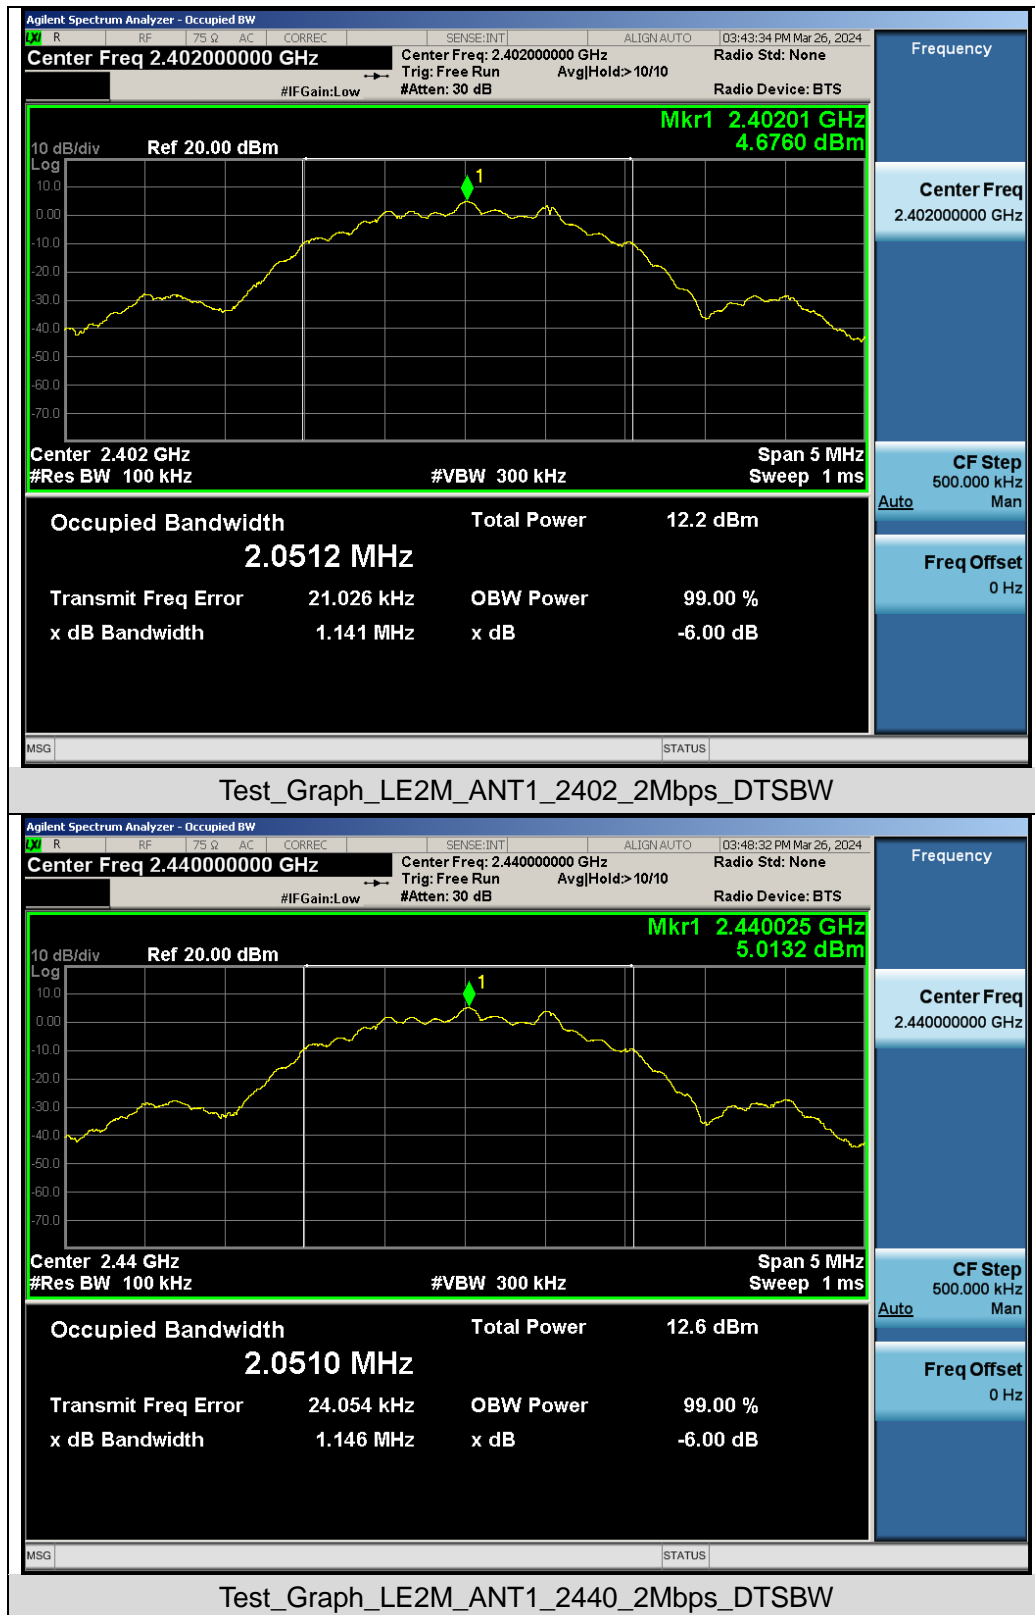 Agilent Spectrum Analyzer - Occupied BW
LXI R RF 75 Ω AC CORREC SENSE:INT ALIGN AUTO 03:43:34 PM Mar 26, 2024
Center Freq 2.402000000 GHz Center Freq: 2.402000000 GHz Radio Std: None
Trig: Free Run Avg|Hold:>10/10
#IFGain:Low #Atten: 30 dB Radio Device: BTS
Frequency
Mkr1 2.40201 GHz
4.6760 dBm
10 dB/div Ref 20.00 dBm
Log
1
10.0
0.00
-10.0
-20.0
-30.0
-40.0
-50.0
-60.0
-70.0
Center 2.402 GHz Span 5 MHz
#Res BW 100 kHz #VBW 300 kHz Sweep 1 ms
Center Freq
2.402000000 GHz
CF Step
500.000 kHz
Auto Man
Freq Offset
0 Hz
Occupied Bandwidth Total Power 12.2 dBm
2.0512 MHz
Transmit Freq Error 21.026 kHz OBW Power 99.00 %
x dB Bandwidth 1.141 MHz x dB -6.00 dB
MSG STATUS
Test_Graph_LE2M_ANT1_2402_2Mbps_DTSBW
Agilent Spectrum Analyzer - Occupied BW
LXI R RF 75 Ω AC CORREC SENSE:INT ALIGN AUTO 03:48:32 PM Mar 26, 2024
Center Freq 2.440000000 GHz Center Freq: 2.440000000 GHz Radio Std: None
Trig: Free Run Avg|Hold:>10/10
#IFGain:Low #Atten: 30 dB Radio Device: BTS
Frequency
Mkr1 2.440025 GHz
5.0132 dBm
10 dB/div Ref 20.00 dBm
Log
1
10.0
0.00
-10.0
-20.0
-30.0
-40.0
-50.0
-60.0
-70.0
Center 2.44 GHz Span 5 MHz
#Res BW 100 kHz #VBW 300 kHz Sweep 1 ms
Center Freq
2.440000000 GHz
CF Step
500.000 kHz
Auto Man
Freq Offset
0 Hz
Occupied Bandwidth Total Power 12.6 dBm
2.0510 MHz
Transmit Freq Error 24.054 kHz OBW Power 99.00 %
x dB Bandwidth 1.146 MHz x dB -6.00 dB
MSG STATUS
Test_Graph_LE2M_ANT1_2440_2Mbps_DTSBW